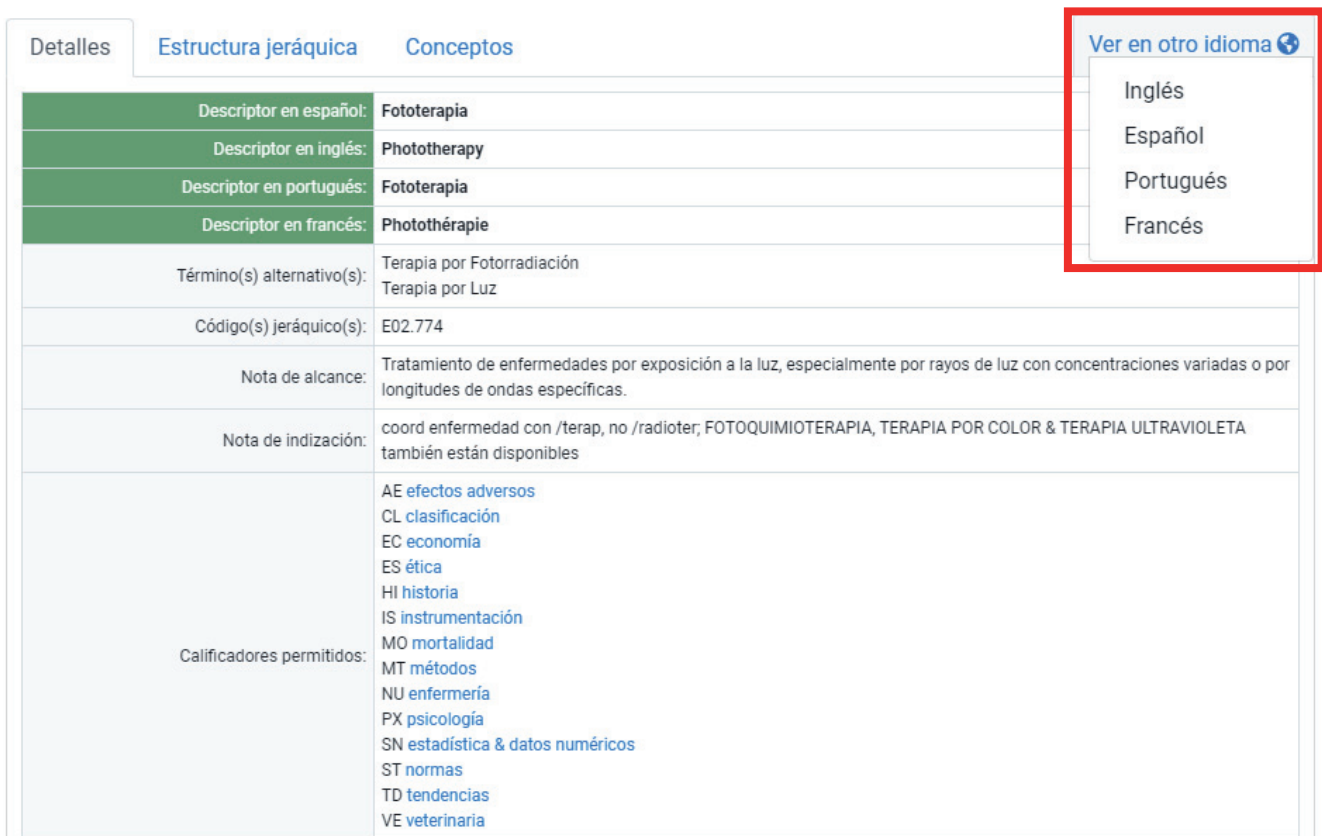 Detalles
Estructura jeráquica
Conceptos
Ver en otro idioma
Inglés
Español
Portugués
Francés
Descriptor en español: Fototerapia
Descriptor en inglés: Phototherapy
Descriptor en portugués: Fototerapia
Descriptor en francés: Photothérapie
Término(s) alternativo(s): Terapia por Fotorradiación
Terapia por Luz
Código(s) jeráquico(s): E02.774
Nota de alcance: Tratamiento de enfermedades por exposición a la luz, especialmente por rayos de luz con concentraciones variadas o por
longitudes de ondas específicas.
Nota de indización: coord enfermedad con /terap, no /radioter; FOTOQUIMIOTERAPIA, TERAPIA POR COLOR & TERAPIA ULTRAVIOLETA
también están disponibles
Calificadores permitidos:
AE efectos adversos
CL clasificación
EC economía
ES ética
HI historia
IS instrumentación
MO mortalidad
MT métodos
NU enfermería
PX psicología
SN estadística & datos numéricos
ST normas
TD tendencias
VE veterinaria